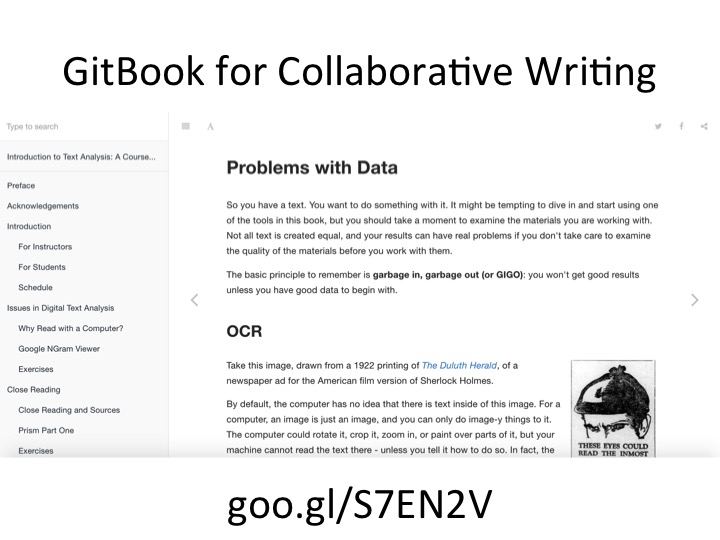 GitBook for Collaborative Writing
Type to search
A
Introduction to Text Analysis: A Course...
Preface
Acknowledgements
Introduction
For Instructors
For Students
Schedule
Issues in Digital Text Analysis
Why Read with a Computer?
Google NGram Viewer
Exercises
Close Reading
Close Reading and Sources
Prism Part One
Exercises
Problems with Data
So you have a text. You want to do something with it. It might be tempting to dive in and start using one
of the tools in this book, but you should take a moment to examine the materials you are working with.
Not all text is created equal, and your results can have real problems if you don't take care to examine
the quality of the materials before you work with them.
The basic principle to remember is garbage in, garbage out (or GIGO): you won't get good results
unless you have good data to begin with.
OCR
Take this image, drawn from a 1922 printing of The Duluth Herald, of a
newspaper ad for the American film version of Sherlock Holmes.
By default, the computer has no idea that there is text inside of this image. For a
computer, an image is just an image, and you can only do image-y things to it.
The computer could rotate it, crop it, zoom in, or paint over parts of it, but your
machine cannot read the text there - unless you tell it how to do so. In fact, the
THESE EYES COULD
READ THE INMOST
goo.gl/S7EN2V